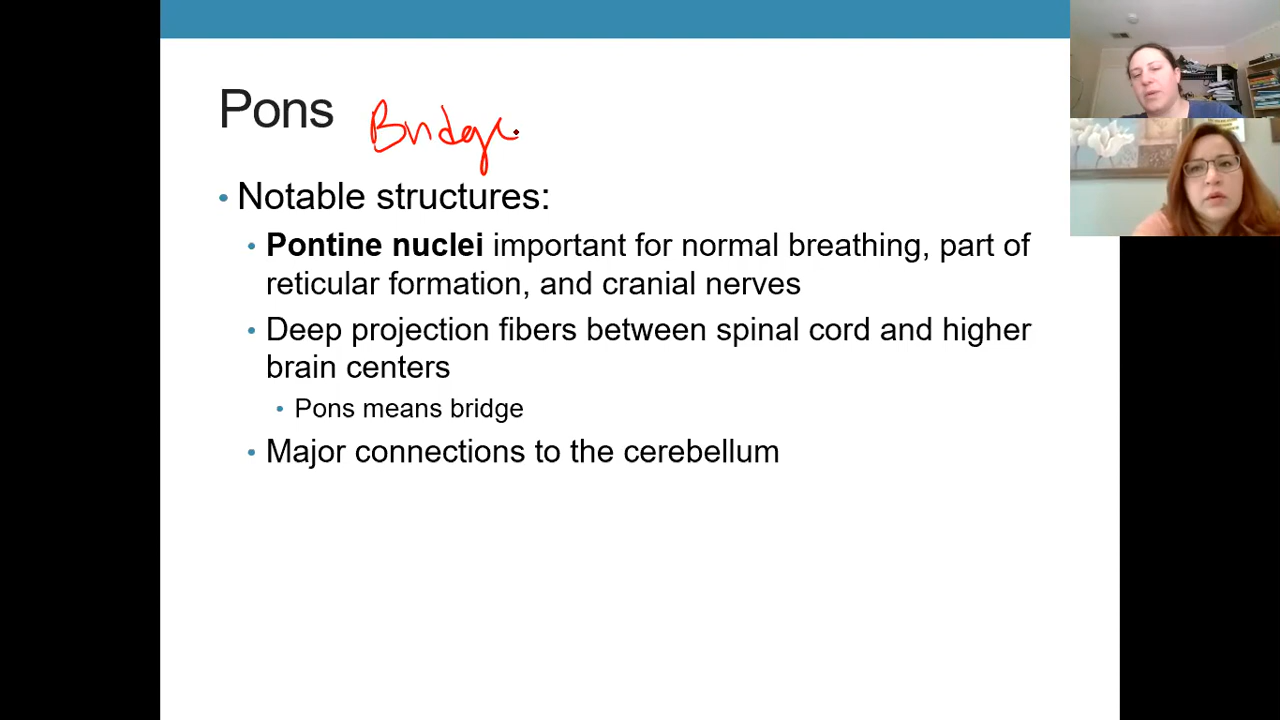 Pons Bridge
• Notable structures:
• Pontine nuclei important for normal breathing, part of
reticular formation, and cranial nerves
• Deep projection fibers between spinal cord and higher
brain centers
• Pons means bridge
• Major connections to the cerebellum